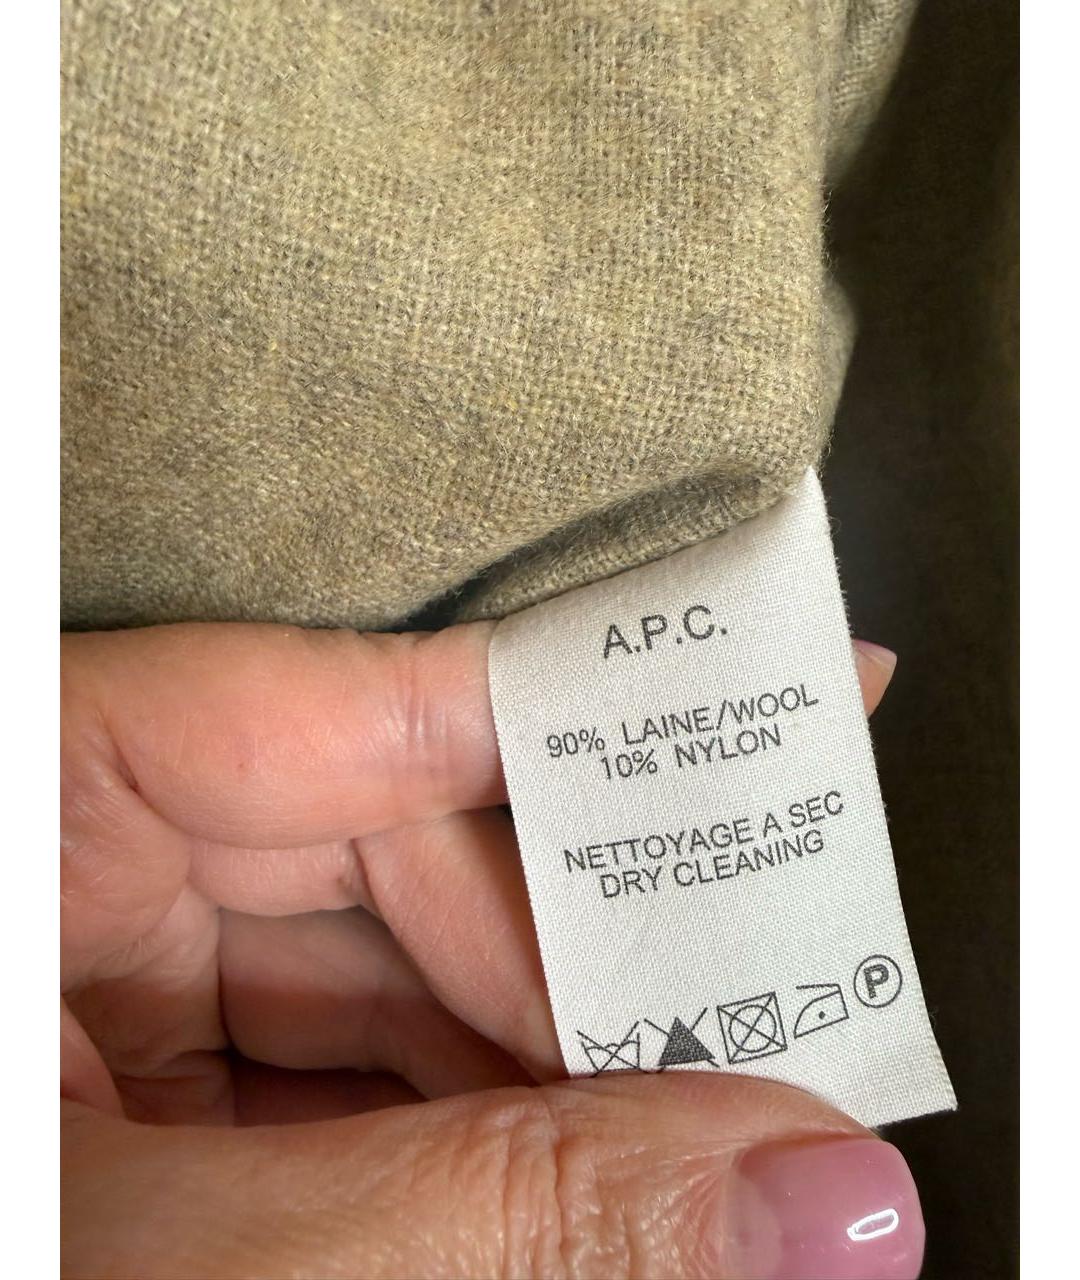 A.P.C.
90% LAINE/WOOL
10% NYLON
NETTOYAGE A SEC
DRY CLEANING
P